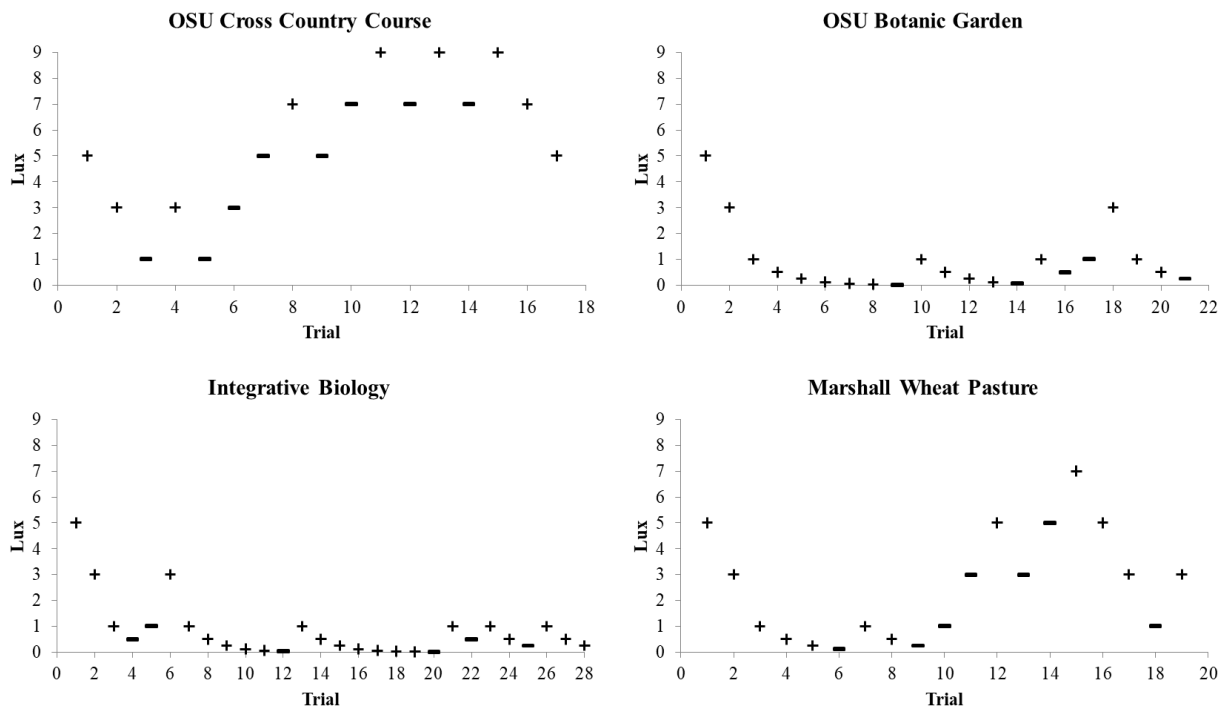 OSU Cross Country Course
9
8
7
6
5
4
3
2
1
0
Lux
0 2 4 6 8 10 12 14 16 18
Trial
OSU Botanic Garden
9
8
7
6
5
4
3
2
1
0
Lux
0 2 4 6 8 10 12 14 16 18 20 22
Trial
Integrative Biology
9
8
7
6
5
4
3
2
1
0
Lux
0 2 4 6 8 10 12 14 16 18 20 22 24 26 28
Trial
Marshall Wheat Pasture
9
8
7
6
5
4
3
2
1
0
Lux
0 2 4 6 8 10 12 14 16 18 20
Trial